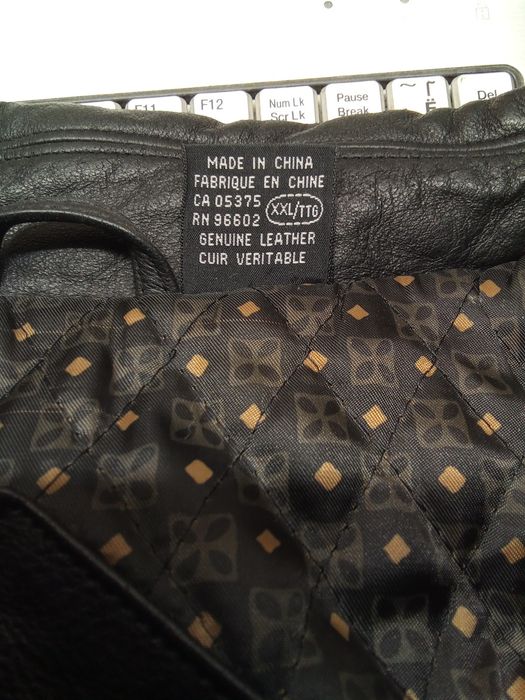 F11
F12
Num Lk
Scr Lk
Pause
Break
Del
MADE IN CHINA
FABRIQUE EN CHINE
CA 05375
RN 96602
XXL/TTG
GENUINE LEATHER
CUIR VERITABLE